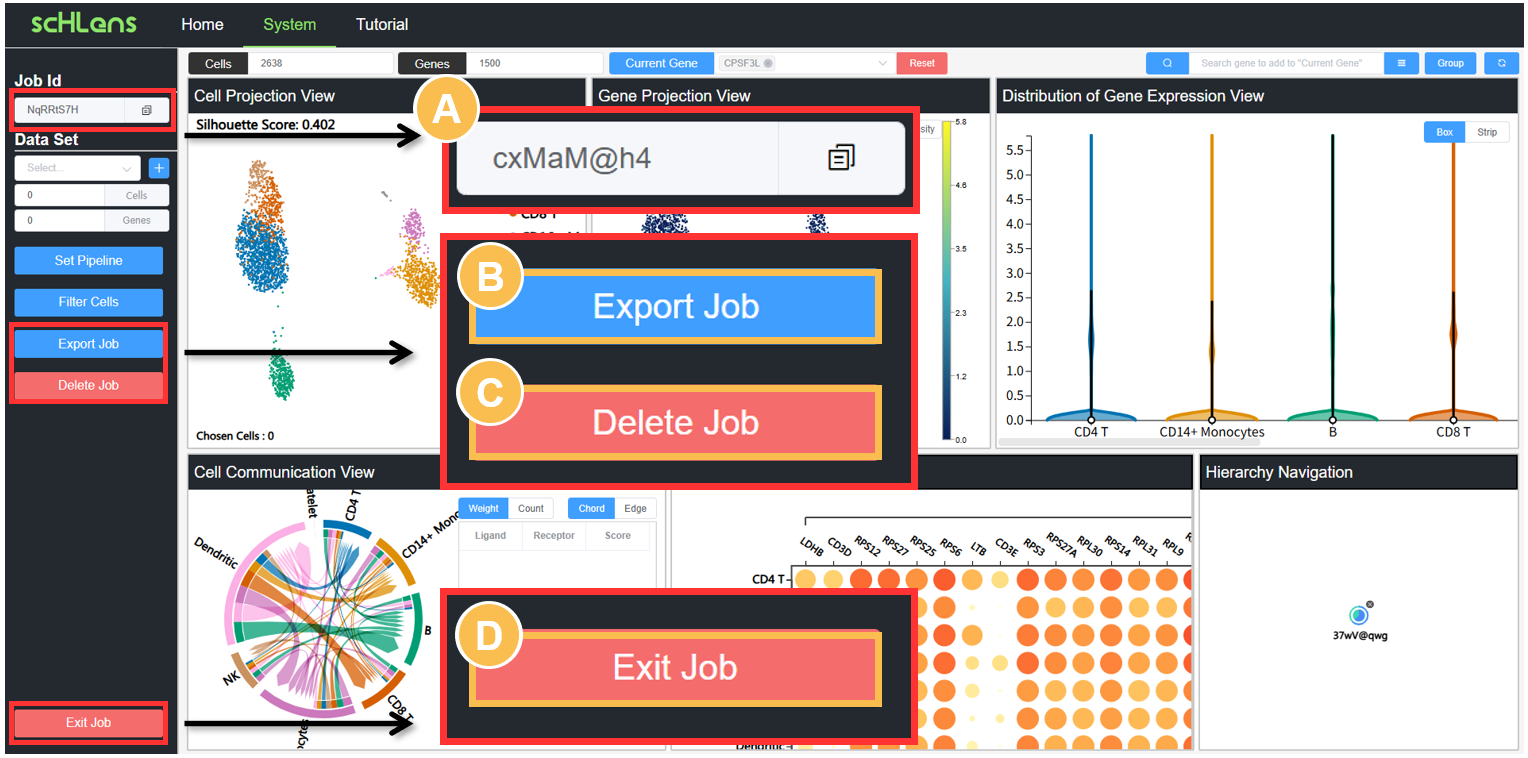 scHLens Home System Tutorial
Cells 2638 Genes 1500 Current Gene CPSF3L Reset Search gene to add to "Current Gene" Group
Job Id
NqRRtS7H
Data Set
Select...
0 Cells
0 Genes
Set Pipeline
Filter Cells
Export Job
Delete Job
Exit Job
Cell Projection View
Silhouette Score: 0.402
CD8 T
Chosen Cells : 0
Gene Projection View
sity
5.8
4.6
3.5
2.3
1.2
0.0
Distribution of Gene Expression View
Box Strip
5.5
5.0
4.5
4.0
3.5
3.0
2.5
2.0
1.5
1.0
0.5
0.0
CD4 T CD14+ Monocytes B CD8 T
A
cxMaM@h4
B
Export Job
C
Delete Job
D
Exit Job
Cell Communication View
Weight Count Chord Edge
Ligand Receptor Score
atelet
CD4 T
CD14+ Mono
B
CD8 T
ocytes
NK
Dendritic
LDHB CD3D RPS12 RPS27 RPS25 RPS6 LTB CD3E RPS3 RPS27A RPL30 RPS14 RPL31 RPL9
CD4 T
Dendritic
Hierarchy Navigation
37wV@qwg